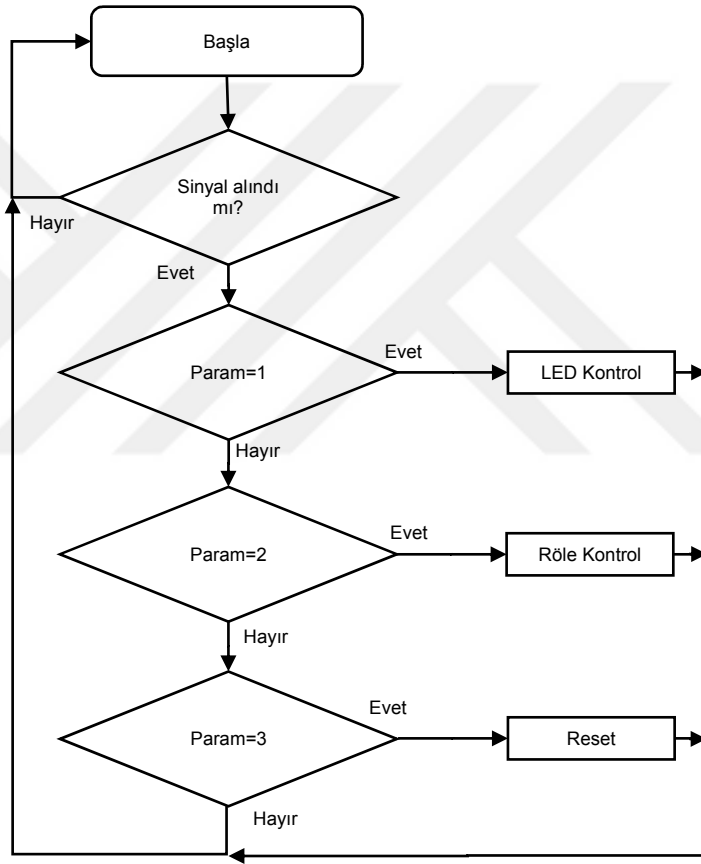 Başla
Sinyal alındı
mı?
Hayır
Evet
Param=1
Evet
LED Kontrol
Hayır
Param=2
Evet
Röle Kontrol
Hayır
Param=3
Evet
Reset
Hayır